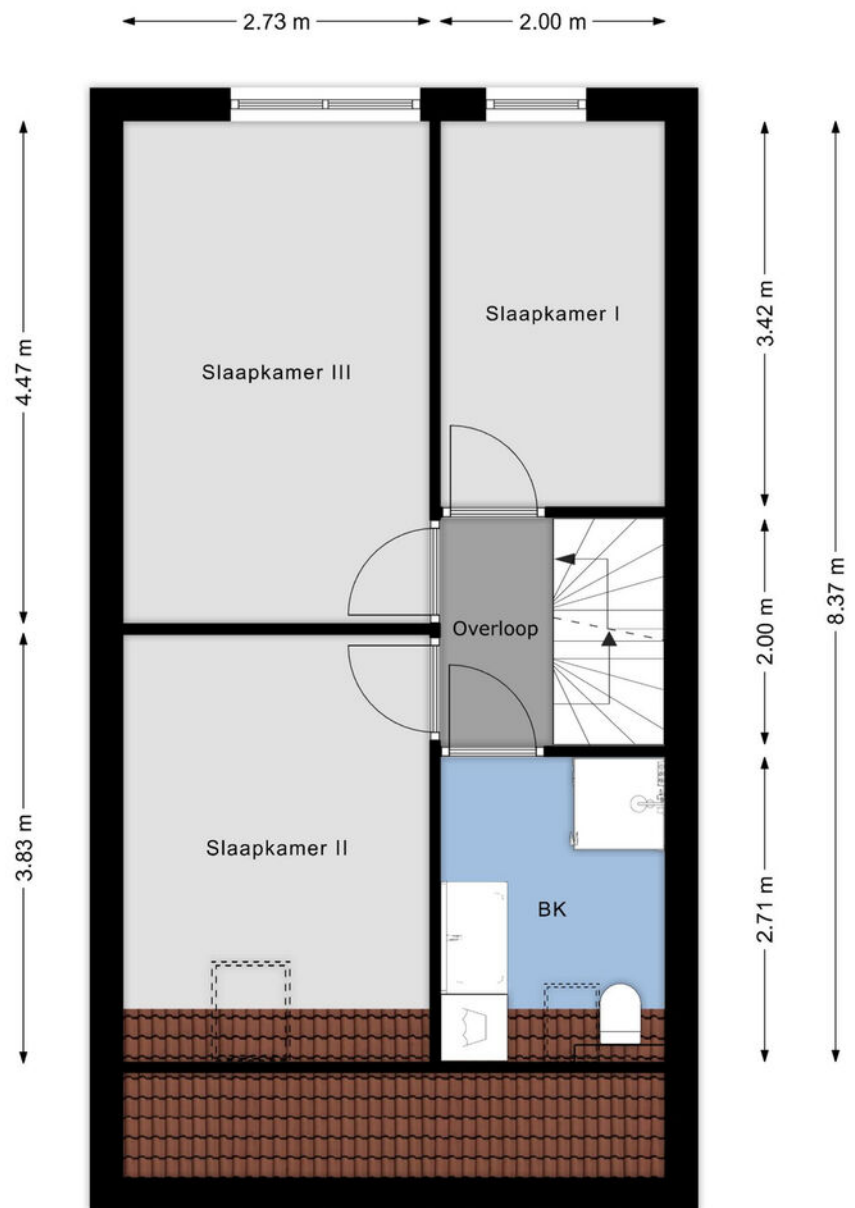 2.73 m
2.00 m
4.47 m
3.83 m
Slaapkamer III
Slaapkamer I
Overloop
Slaapkamer II
BK
3.42 m
2.00 m
2.71 m
8.37 m